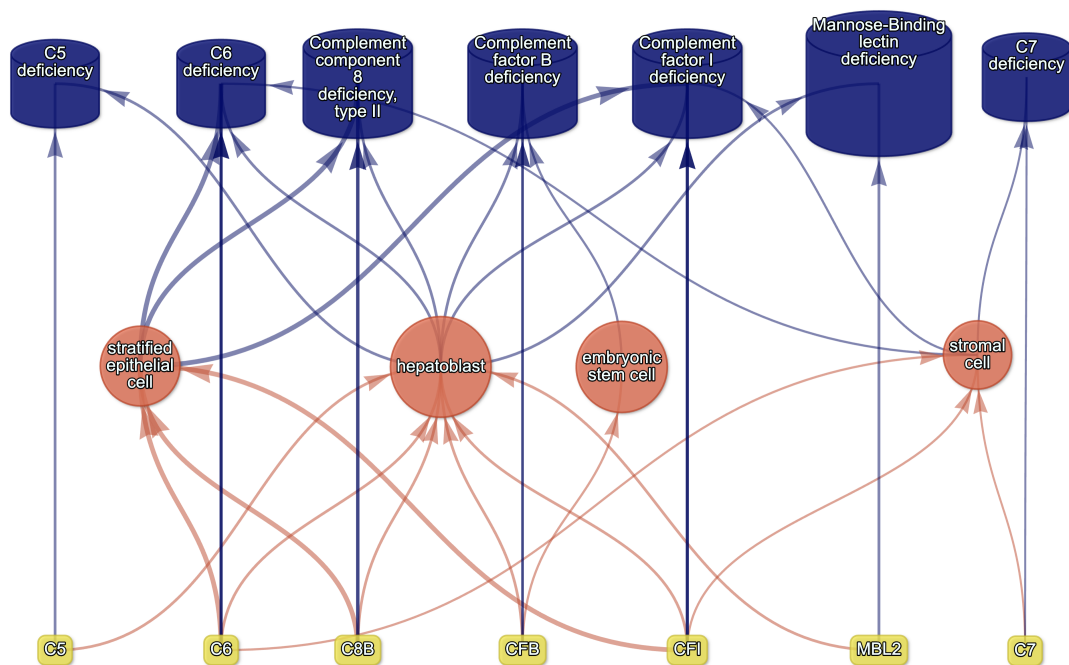 C5
deficiency
C6
deficiency
Complement
component
8
deficiency,
type II
Complement
factor B
deficiency
Complement
factor I
deficiency
Mannose-Binding
lectin
deficiency
C7
deficiency
stratified
epithelial
cell
hepatoblast
embryonic
stem cell
stromal
cell
C5
C6
C8B
CFB
CFI
MBL2
C7